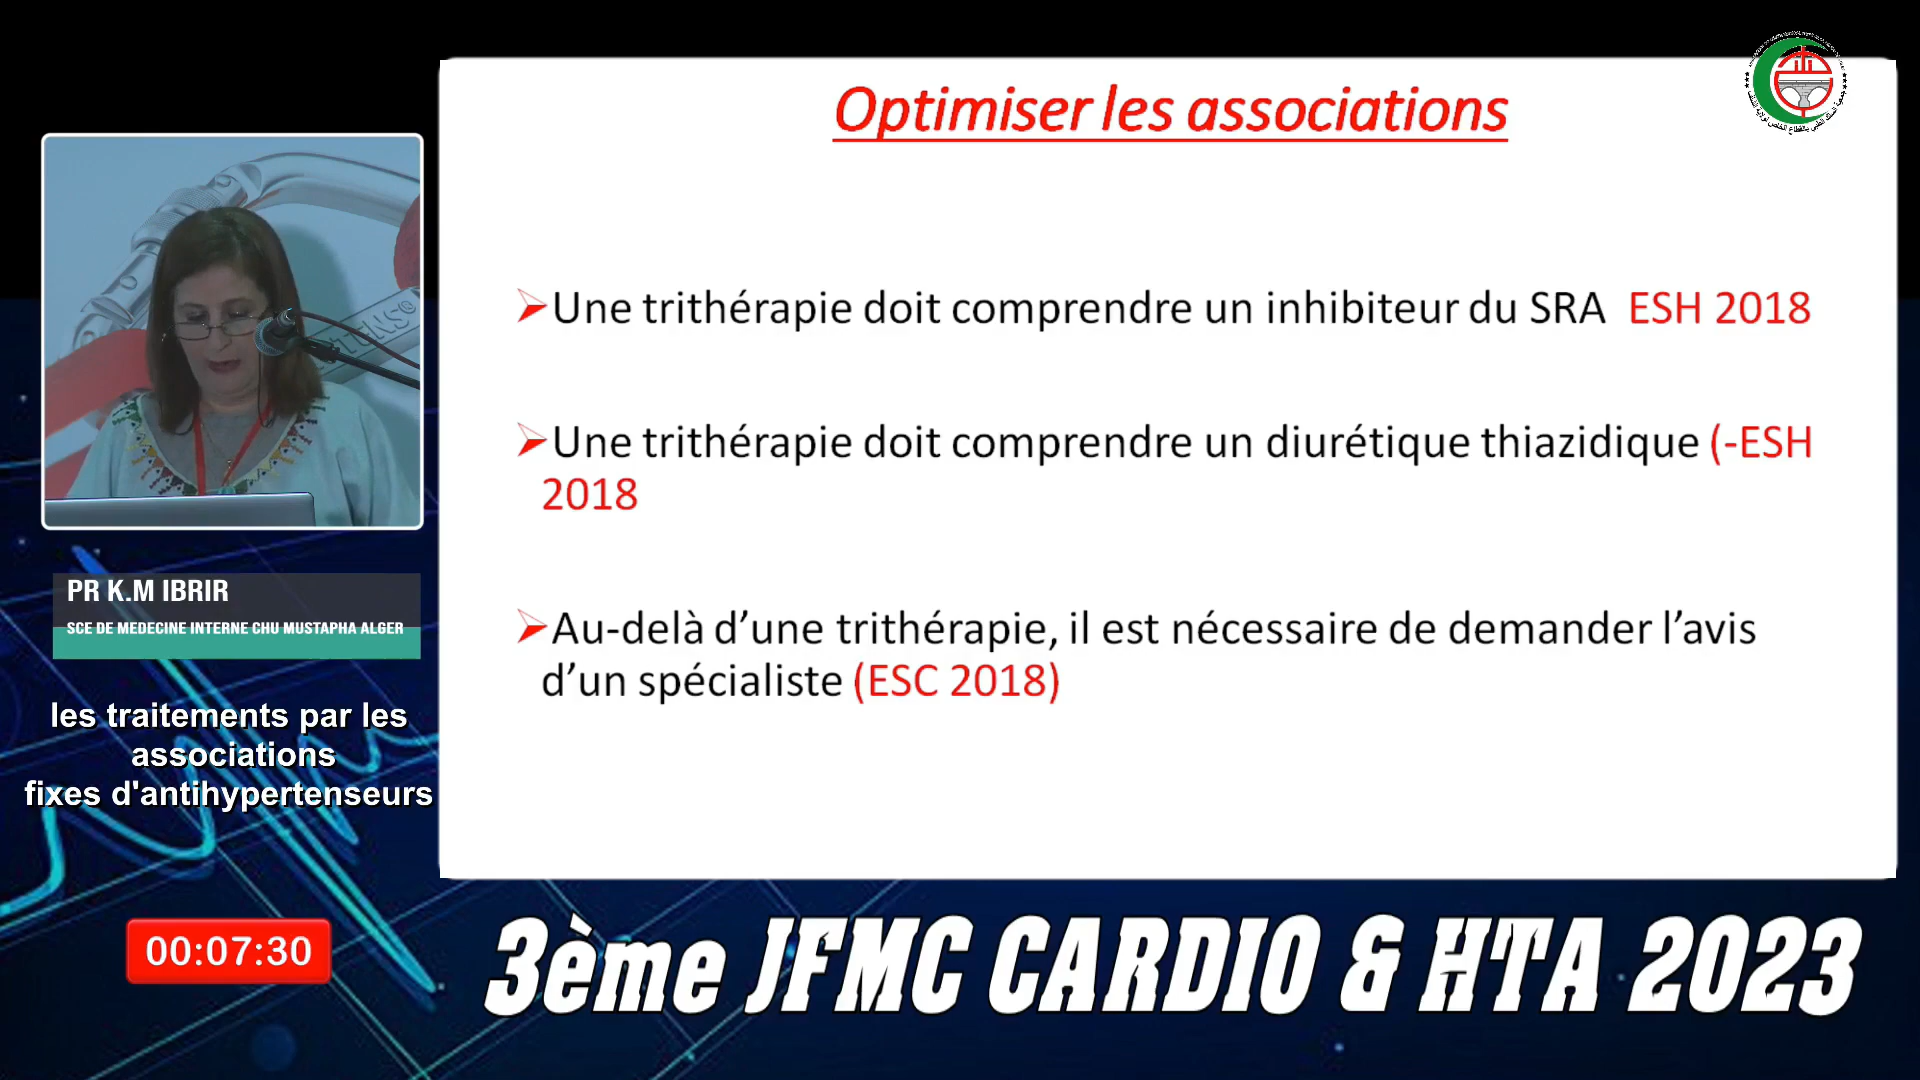 Optimiser les associations
➢Une trithérapie doit comprendre un inhibiteur du SRA ESH 2018
➢Une trithérapie doit comprendre un diurétique thiazidique (-ESH
2018
➢Au-delà d’une trithérapie, il est nécessaire de demander l’avis
d’un spécialiste (ESC 2018)
PR K.M IBRIR
SCE DE MEDECINE INTERNE CHU MUSTAPHA ALGER
les traitements par les
associations
fixes d'antihypertenseurs
00:07:30
3ème JFMC CARDIO & HTA 2023